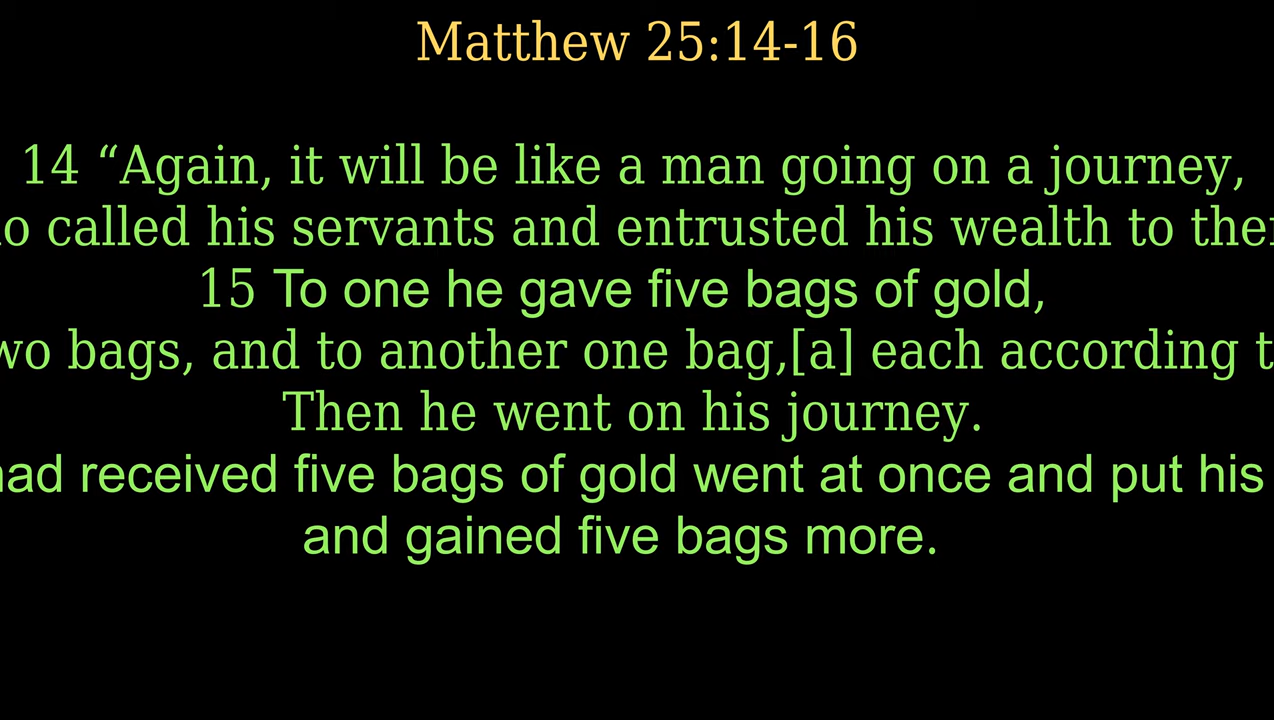 Matthew 25:14-16
14 “Again, it will be like a man going on a journey,
called his servants and entrusted his wealth to
15 To one he gave five bags of gold,
bags, and to another one bag,[a] each according
Then he went on his journey.
received five bags of gold went at once and put his
and gained five bags more.